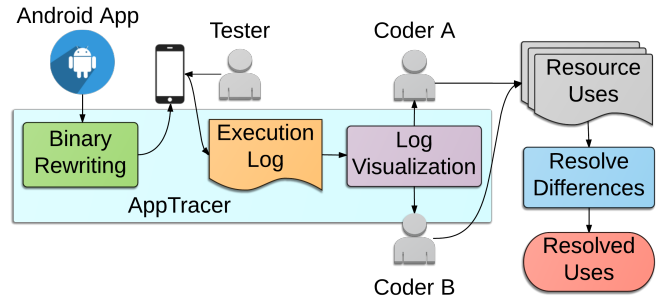 Android App
Tester
Coder A
Resource
Uses
Binary
Rewriting
Execution
Log
Log
Visualization
Resolve
Differences
AppTracer
Resolved
Uses
Coder B